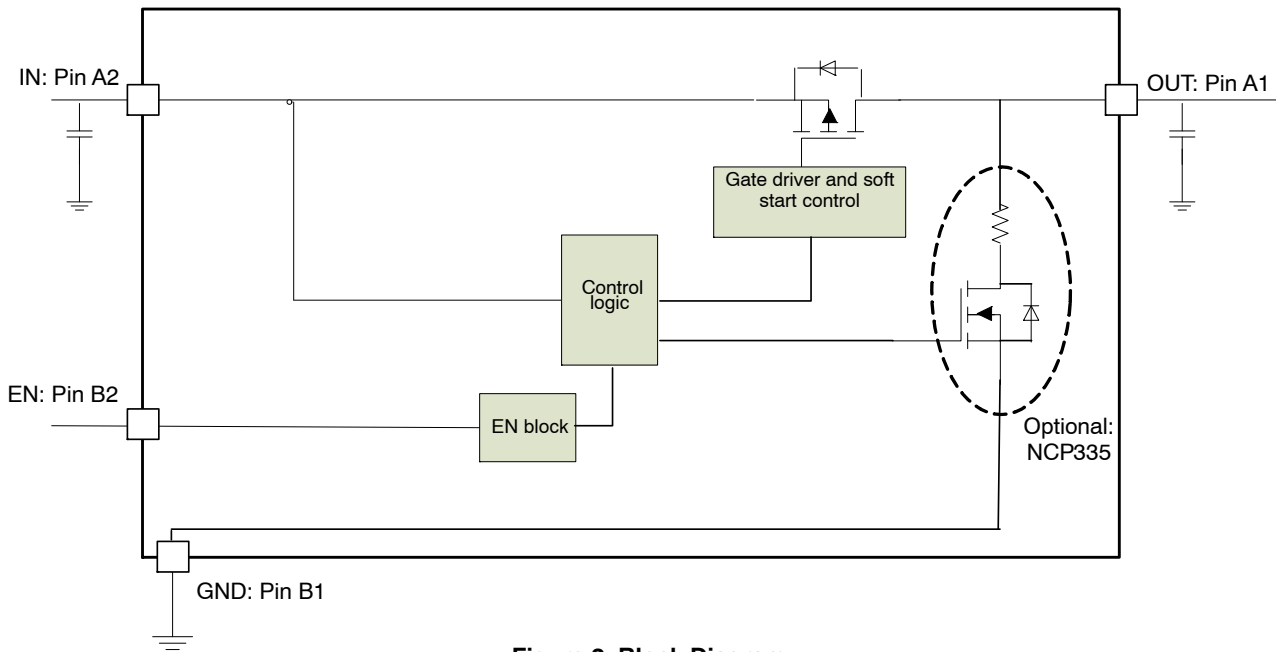 IN: Pin A2
OUT: Pin A1
Gate driver and soft
start control
Control
logic
EN: Pin B2
EN block
Optional:
NCP335
GND: Pin B1